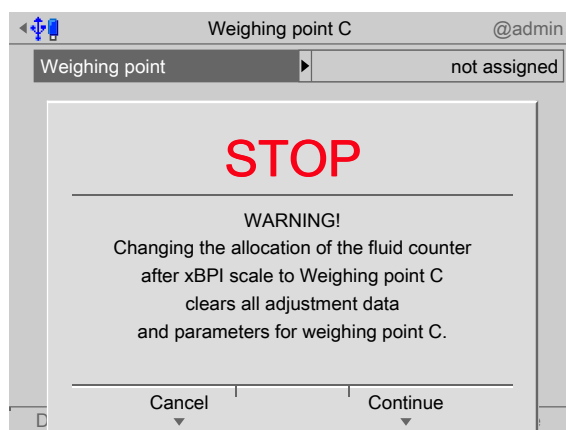 Weighing point C @admin
Weighing point not assigned
STOP
WARNING!
Changing the allocation of the fluid counter
after xBPI scale to Weighing point C
clears all adjustment data
and parameters for weighing point C.
Cancel Continue